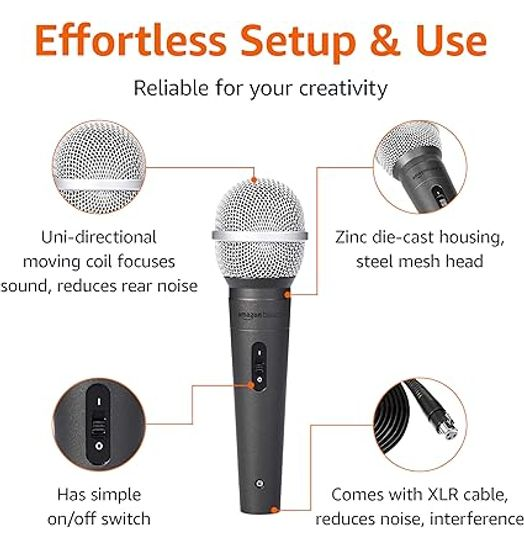 Effortless Setup & Use
Reliable for your creativity
Uni-directional
moving coil focuses
sound, reduces rear noise
Zinc die-cast housing,
steel mesh head
amazon
Has simple
on/off switch
Comes with XLR cable,
reduces noise, interference